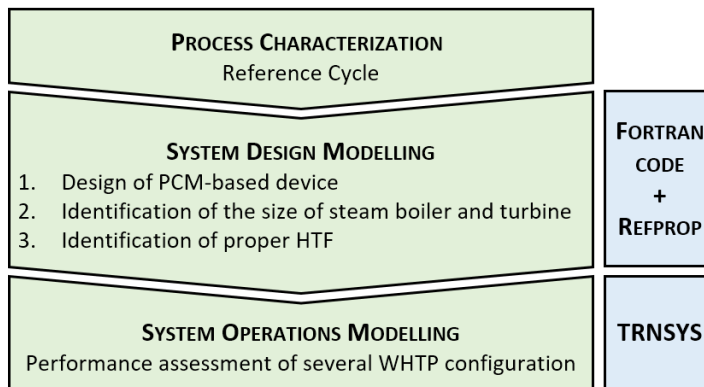 PROCESS CHARACTERIZATION
Reference Cycle
SYSTEM DESIGN MODELLING
1. Design of PCM-based device
2. Identification of the size of steam boiler and turbine
3. Identification of proper HTF
FORTRAN
CODE
+
REFPROP
SYSTEM OPERATIONS MODELLING
Performance assessment of several WHTP configuration
TRNSYS